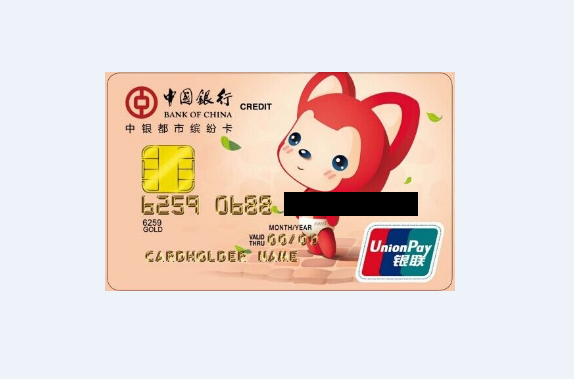 中国银行
BANK OF CHINA
CREDIT
中银都市缤纷卡
6259 0688
6259
GOLD
MONTH/YEAR
VALID THRU 00/00
CARDHOLDER NAME
UnionPay
银联